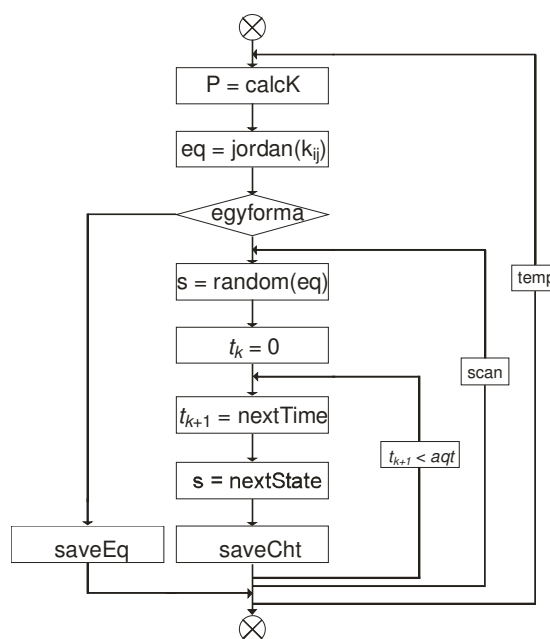 P = calcK
eq = jordan(kij)
egyforma
s = random(eq)
temp
tk = 0
scan
tk+1 = nextTime
tk+1 < aqt
s = nextState
saveEq
saveCht